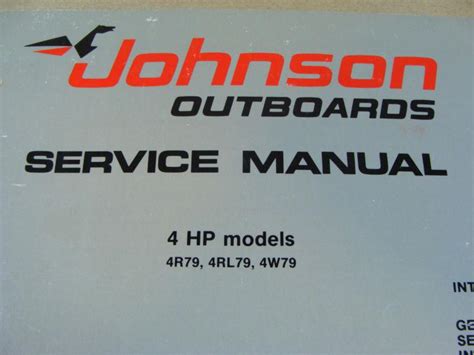 Johnson
OUTBOARDS
SERVICE MANUAL
4 HP models
4R79, 4RL79, 4W79